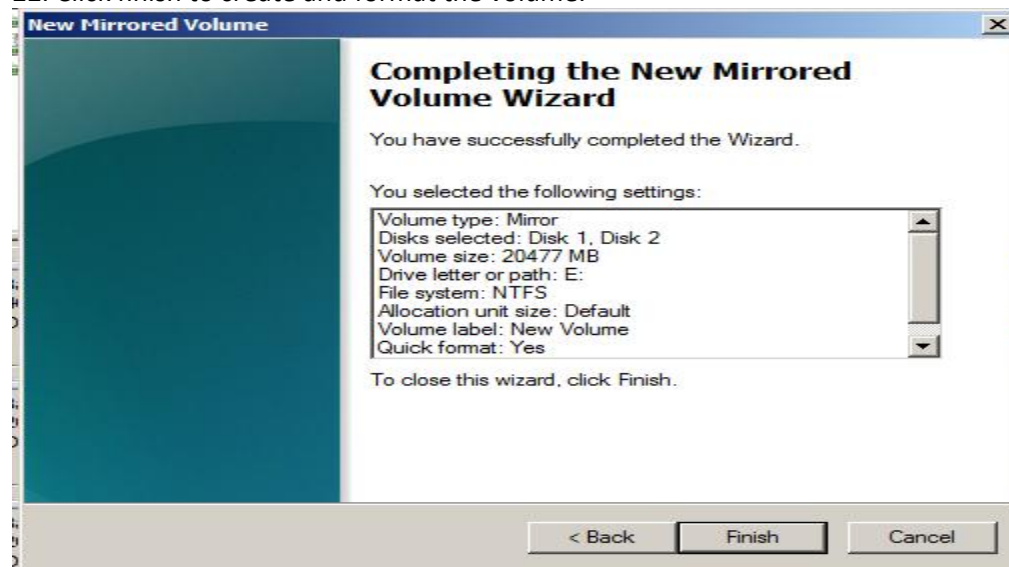 New Mirrored Volume
Completing the New Mirrored
Volume Wizard
You have successfully completed the Wizard.
You selected the following settings:
Volume type: Mirror
Disks selected: Disk 1, Disk 2
Volume size: 20477 MB
Drive letter or path: E:
File system: NTFS
Allocation unit size: Default
Volume label: New Volume
Quick format: Yes
To close this wizard, click Finish.
< Back Finish Cancel